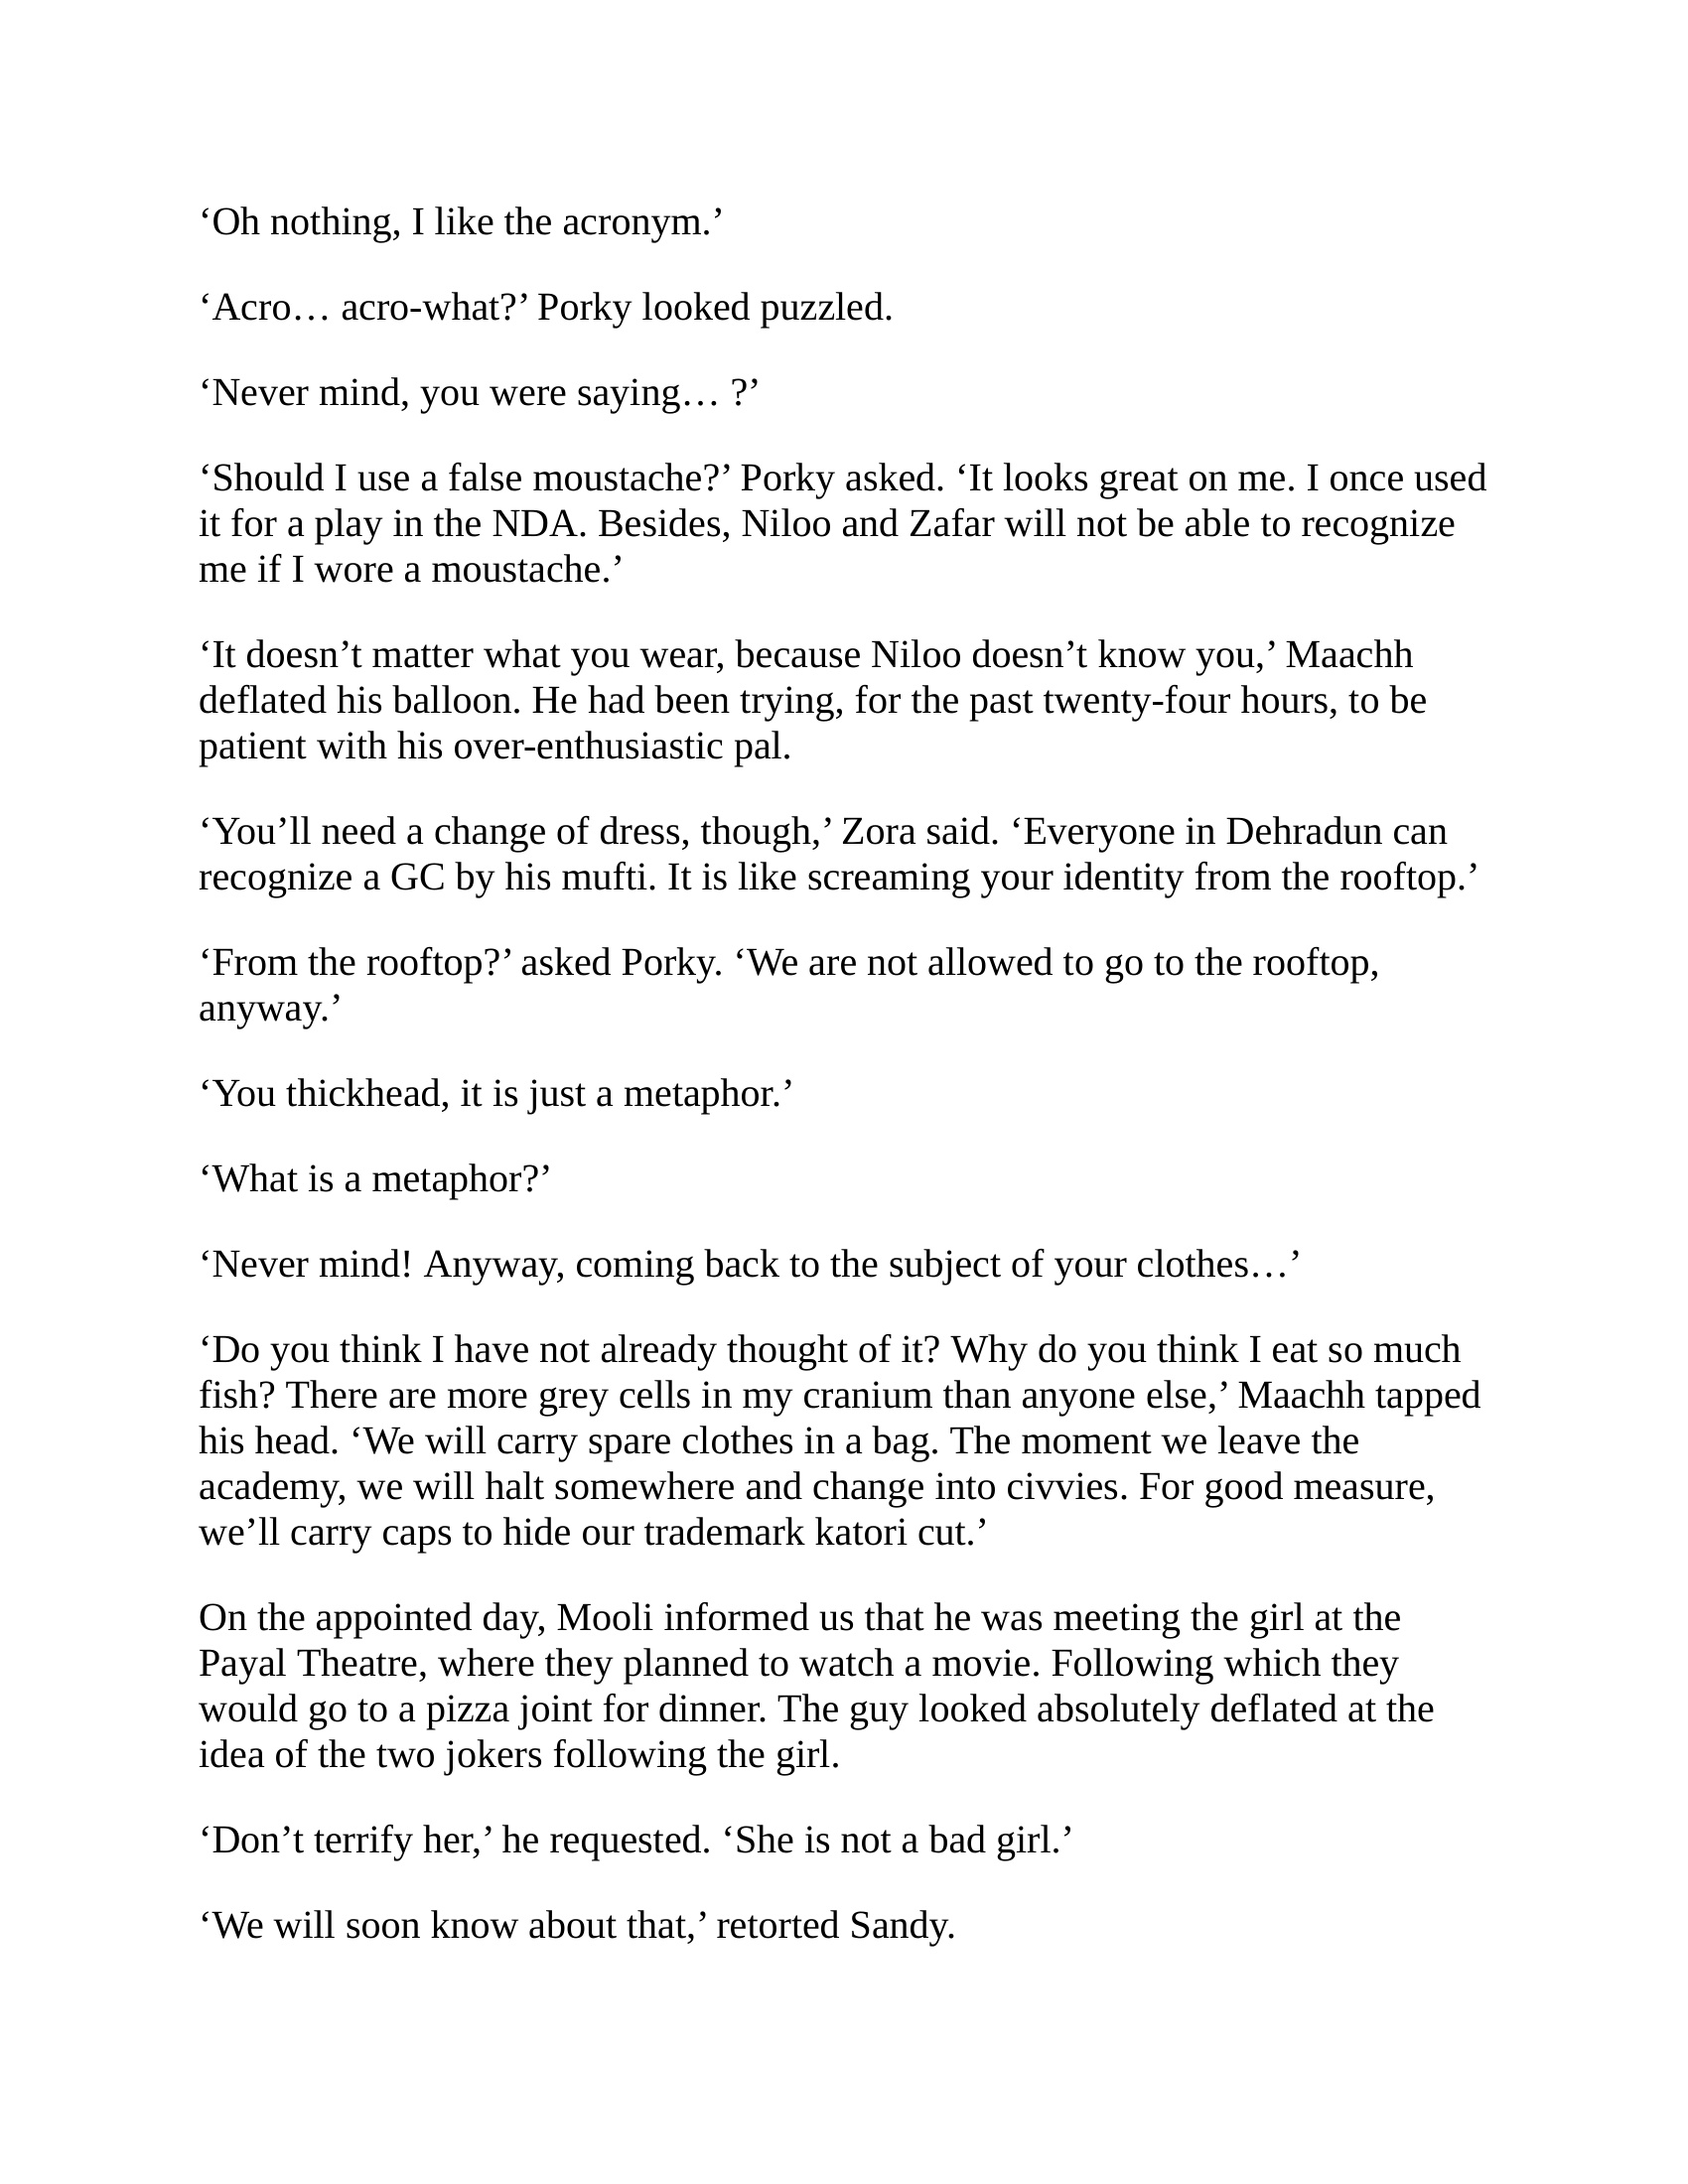 ‘Oh nothing, I like the acronym.’
‘Acro… acro-what?’ Porky looked puzzled.
‘Never mind, you were saying… ?’
‘Should I use a false moustache?’ Porky asked. ‘It looks great on me. I once used
it for a play in the NDA. Besides, Niloo and Zafar will not be able to recognize
me if I wore a moustache.’
‘It doesn’t matter what you wear, because Niloo doesn’t know you,’ Maachh
deflated his balloon. He had been trying, for the past twenty-four hours, to be
patient with his over-enthusiastic pal.
‘You’ll need a change of dress, though,’ Zora said. ‘Everyone in Dehradun can
recognize a GC by his mufti. It is like screaming your identity from the rooftop.’
‘From the rooftop?’ asked Porky. ‘We are not allowed to go to the rooftop,
anyway.’
‘You thickhead, it is just a metaphor.’
‘What is a metaphor?’
‘Never mind! Anyway, coming back to the subject of your clothes…’
‘Do you think I have not already thought of it? Why do you think I eat so much
fish? There are more grey cells in my cranium than anyone else,’ Maachh tapped
his head. ‘We will carry spare clothes in a bag. The moment we leave the
academy, we will halt somewhere and change into civvies. For good measure,
we’ll carry caps to hide our trademark katori cut.’
On the appointed day, Mooli informed us that he was meeting the girl at the
Payal Theatre, where they planned to watch a movie. Following which they
would go to a pizza joint for dinner. The guy looked absolutely deflated at the
idea of the two jokers following the girl.
‘Don’t terrify her,’ he requested. ‘She is not a bad girl.’
‘We will soon know about that,’ retorted Sandy.